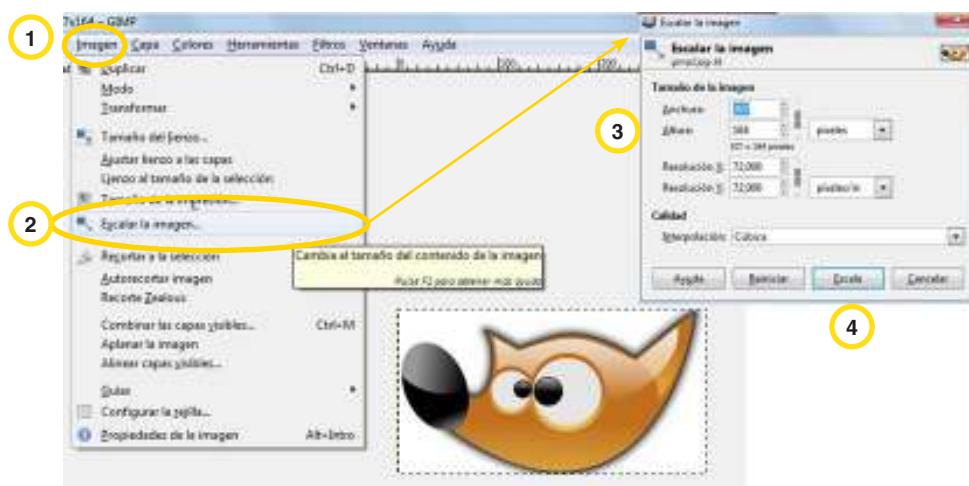 7x164 – GIMP
1
Imagen Capa Colores Herramientas Filtros Ventanas Ayuda
Duplicar Ctrl+D
Modo
Transformar
Tamaño del lienzo...
Ajustar lienzo a las capas
Lienzo al tamaño de la selección
Tamaño de la impresión...
2
Escalar la imagen...
Cambia el tamaño del contenido de la imagen
Pulse F1 para obtener más ayuda
Recortar a la selección
Autorecortar imagen
Recorte Zealous
Combinar las capas visibles... Ctrl+M
Aplanar la imagen
Alinear capas visibles...
Guías
Configurar la rejilla...
Propiedades de la imagen Alt+Intro
Escalar la imagen
Escalar la imagen
3
Tamaño de la imagen
Anchura:
Altura: píxeles
Resolución X: 72,000
Resolución Y: 72,000 píxeles/in
Calidad
Interpolación: Cúbica
Ayuda Reiniciar Escala Cancelar
4